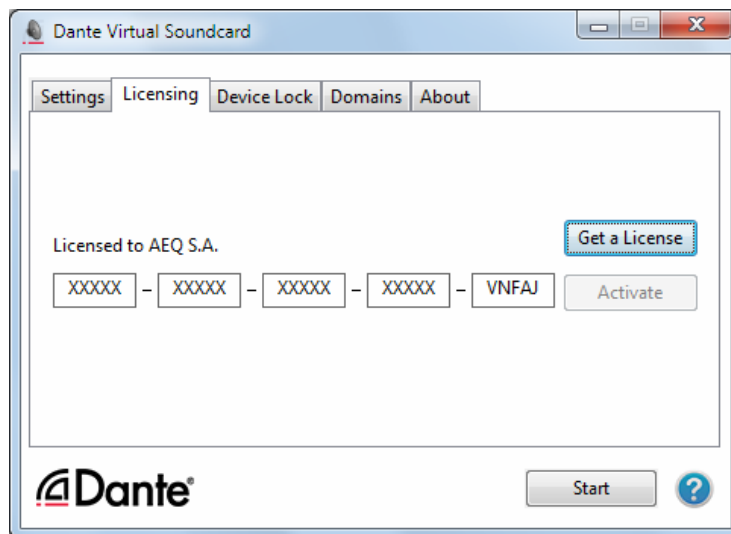 Dante Virtual Soundcard
Settings Licensing Device Lock Domains About
Licensed to AEQ S.A.
Get a License
XXXXX – XXXXX – XXXXX – XXXXX – VNFAJ
Activate
Dante®
Start
?